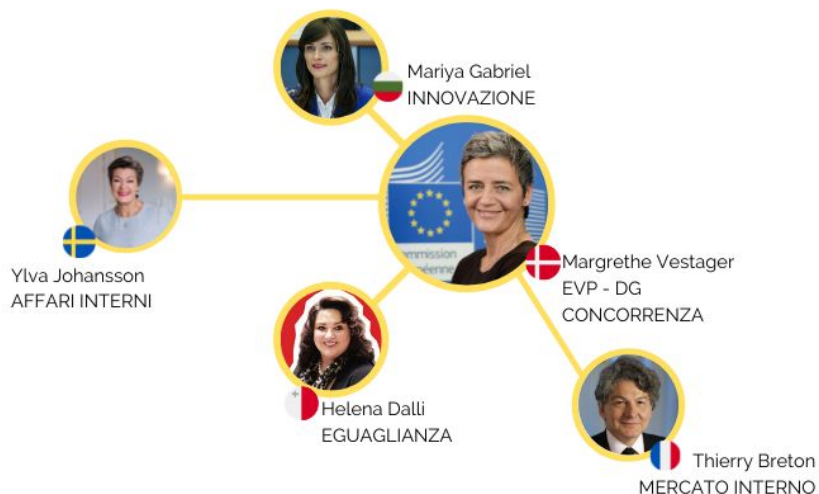 Mariya Gabriel
INNOVAZIONE
Ylva Johansson
AFFARI INTERNI
Margrethe Vestager
EVP - DG
CONCORRENZA
Helena Dalli
EGUAGLIANZA
Thierry Breton
MERCATO INTERNO